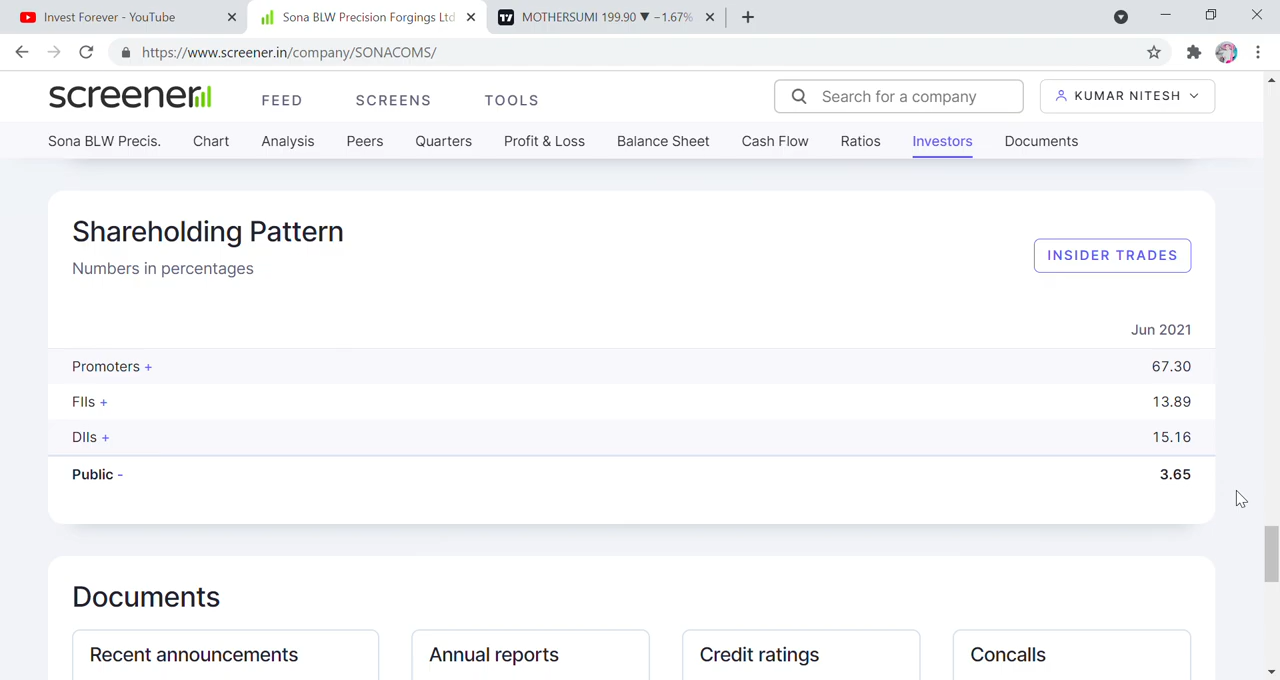 Invest Forever - YouTube
Sona BLW Precision Forgings Ltd
MOTHERSUMI 199.90 ▼ −1.67%
https://www.screener.in/company/SONACOMS/
screener
FEED
SCREENS
TOOLS
Search for a company
KUMAR NITESH
Sona BLW Precis.
Chart
Analysis
Peers
Quarters
Profit & Loss
Balance Sheet
Cash Flow
Ratios
Investors
Documents
Shareholding Pattern
Numbers in percentages
INSIDER TRADES
Jun 2021
Promoters + 67.30
FIIs + 13.89
DIIs + 15.16
Public - 3.65
Documents
Recent announcements
Annual reports
Credit ratings
Concalls